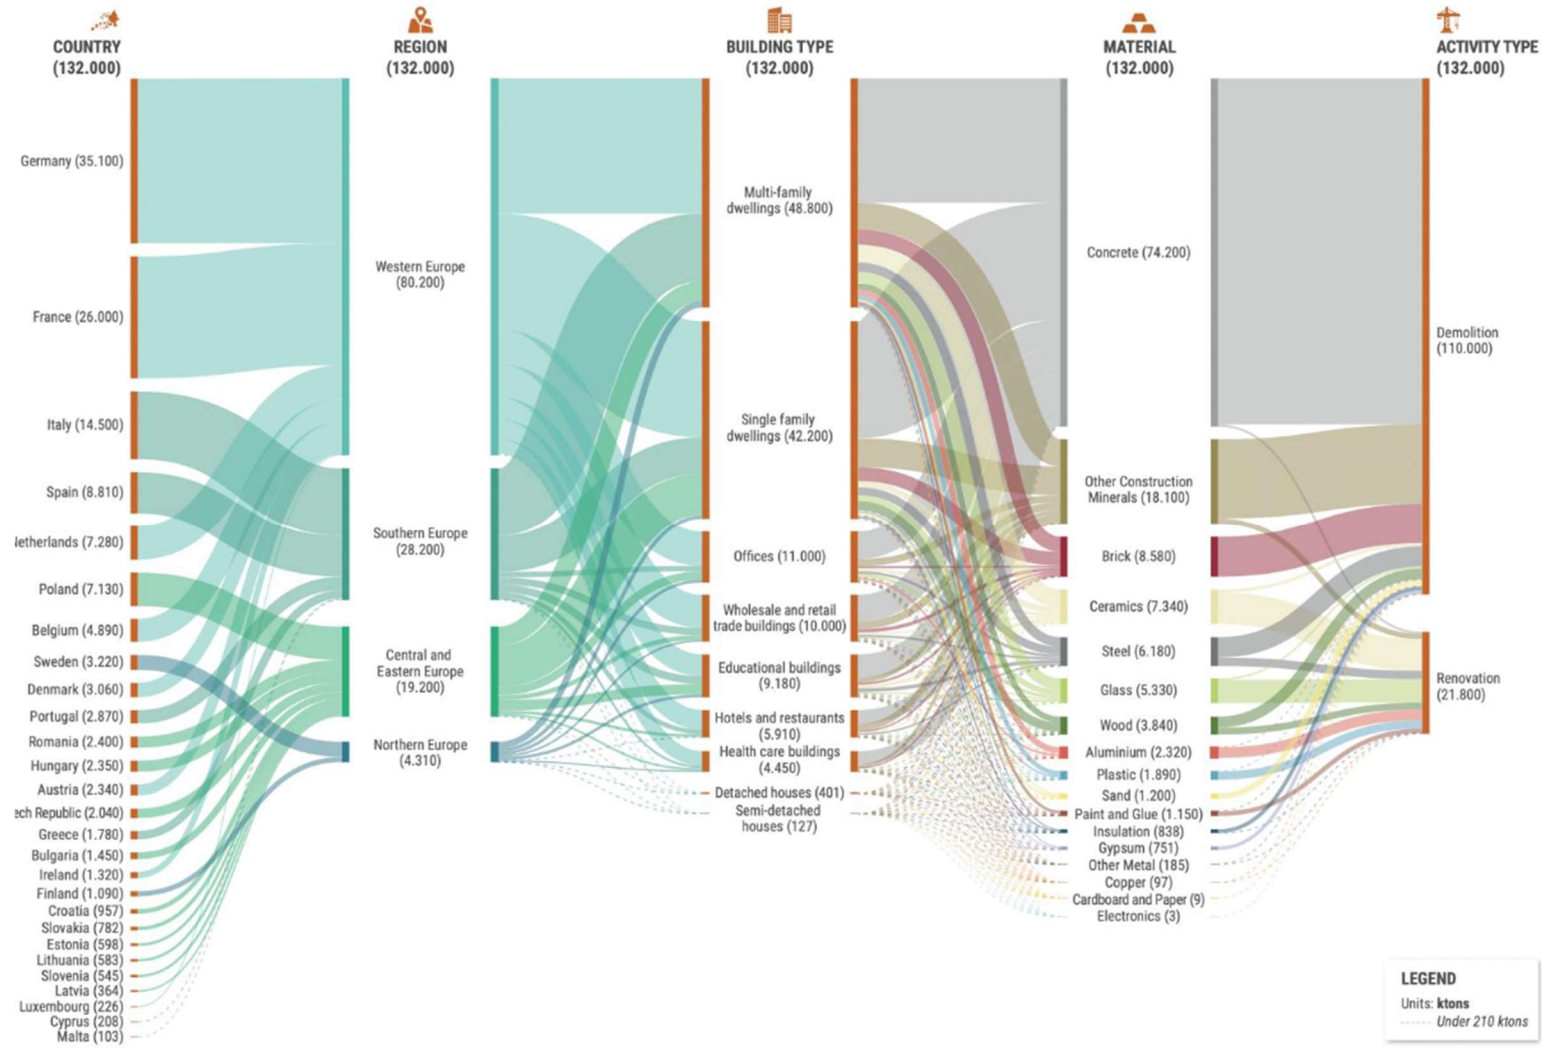 COUNTRY
(132.000)
Germany (35.100)
France (26.000)
Italy (14.500)
Spain (8.810)
letherlands (7.280)
Poland (7.130)
Belgium (4.890)
Sweden (3.220)
Denmark (3.060)
Portugal (2.870)
Romania (2.400)
Hungary (2.350)
Austria (2.340)
ech Republic (2.040)
Greece (1.780)
Bulgaria (1.450)
Ireland (1.320)
Finland (1.090)
Croatia (957)
Slovakia (782)
Estonia (598)
Lithuania (583)
Slovenia (545)
Latvia (364)
Luxembourg (226)
Cyprus (208)
Malta (103)
REGION
(132.000)
Western Europe
(80.200)
Southern Europe
(28.200)
Central and
Eastern Europe
(19.200)
Northern Europe
(4.310)
BUILDING TYPE
(132.000)
Multi-family
dwellings (48.800)
Single family
dwellings (42.200)
Offices (11.000)
Wholesale and retail
trade buildings (10.000)
Educational buildings
(9.180)
Hotels and restaurants
(5.910)
Health care buildings
(4.450)
Detached houses (401)
Semi-detached
houses (127)
MATERIAL
(132.000)
Concrete (74.200)
Other Construction
Minerals (18.100)
Brick (8.580)
Ceramics (7.340)
Steel (6.180)
Glass (5.330)
Wood (3.840)
Aluminium (2.320)
Plastic (1.890)
Sand (1.200)
Paint and Glue (1.150)
Insulation (838)
Gypsum (751)
Other Metal (185)
Copper (97)
Cardboard and Paper (9)
Electronics (3)
ACTIVITY TYPE
(132.000)
Demolition
(110.000)
Renovation
(21.800)
LEGEND
Units: ktons
Under 210 ktons